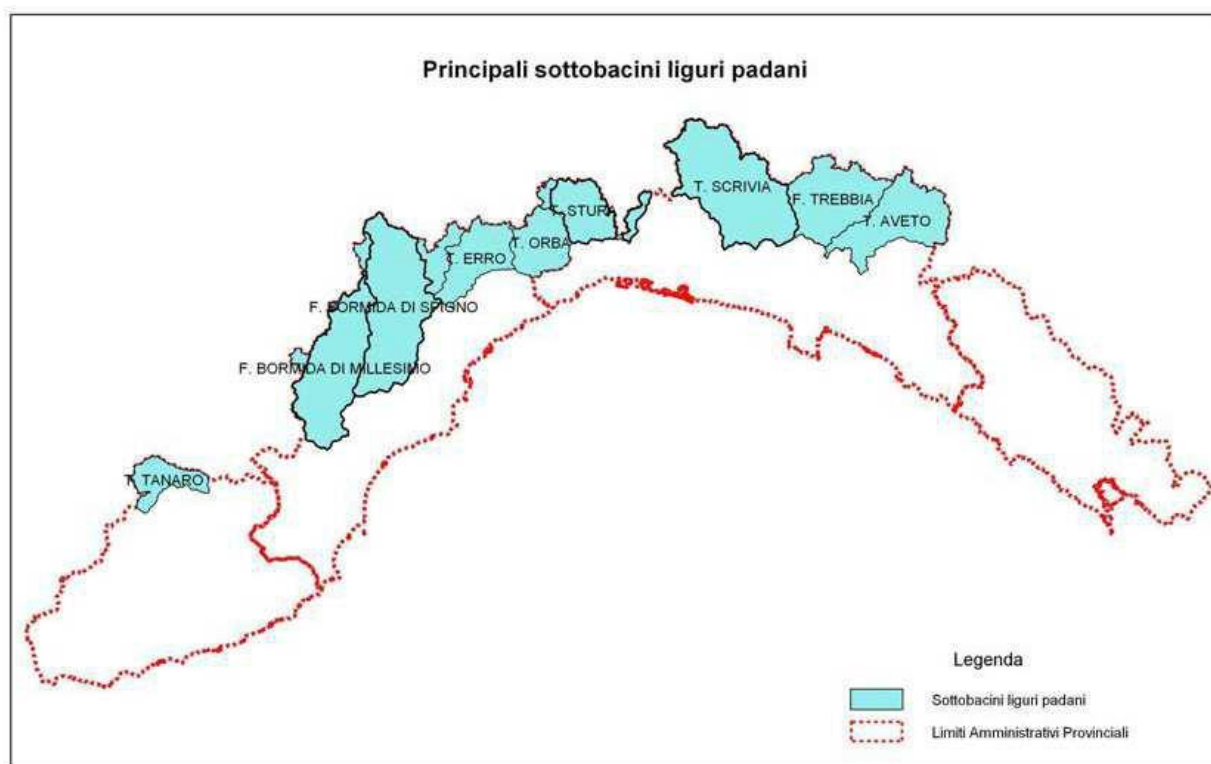 Principali sottobacini liguri padani
T. SCRIVIA
F. TREBBIA
T. AVETO
T. STURA
T. ORBA
T. ERRO
F. BORMIDA DI SPIGNO
F. BORMIDA DI MILLESIMO
T. TANARO
Legenda
Sottobacini liguri padani
Limiti Amministrativi Provinciali